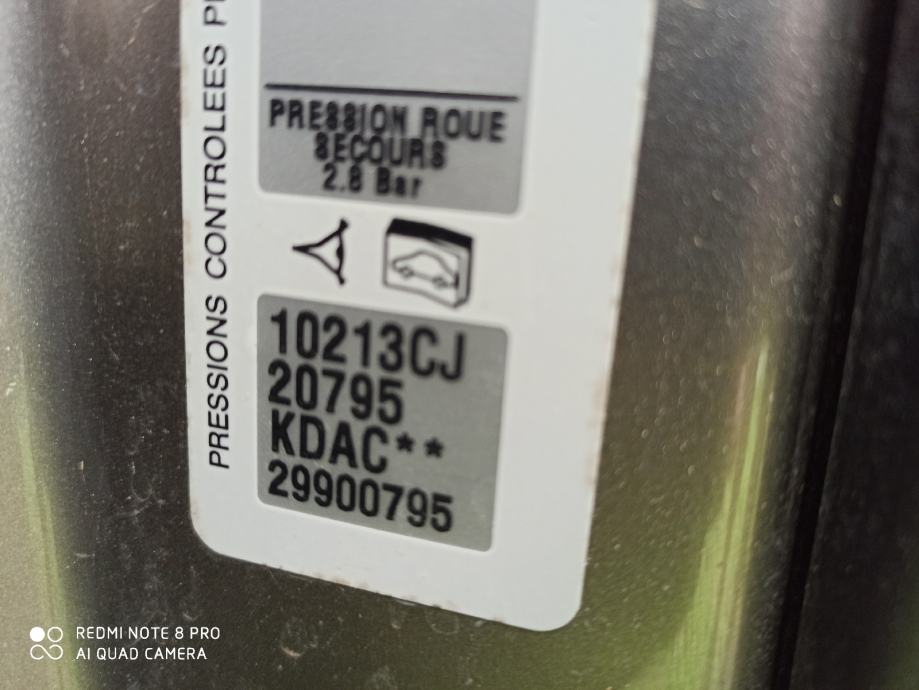 PRESSIONS CONTROLEES
PRESSION ROUE
SECOURS
2.8 Bar
10213CJ
20795
KDAC**
29900795
REDMI NOTE 8 PRO
AI QUAD CAMERA